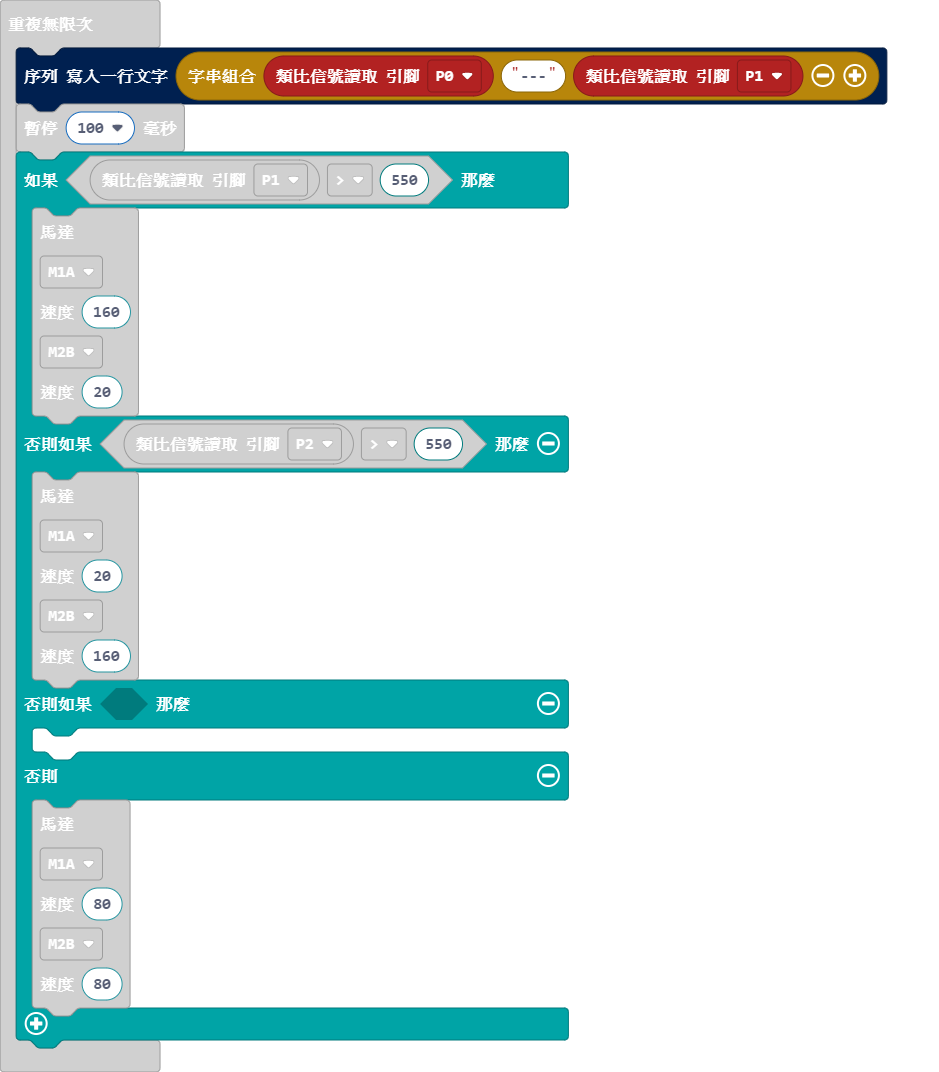 重複無限次
序列 寫入一行文字 字串組合 類比信號讀取 引腳 P0 "---" 類比信號讀取 引腳 P1
暫停 100 毫秒
如果 類比信號讀取 引腳 P1 > 550 那麼
馬達
M1A
速度 160
M2B
速度 20
否則如果 類比信號讀取 引腳 P2 > 550 那麼
馬達
M1A
速度 20
M2B
速度 160
否則如果 那麼
否則
馬達
M1A
速度 80
M2B
速度 80